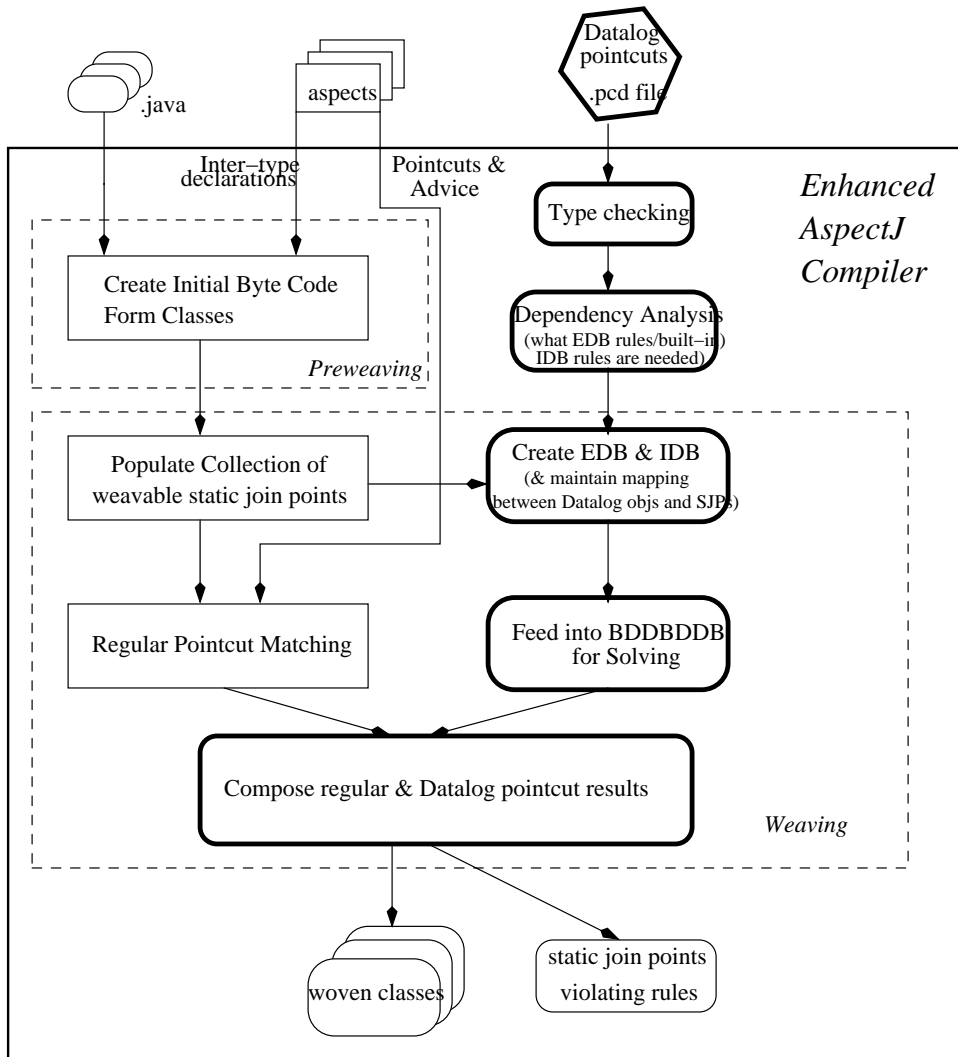 Datalog
pointcuts
.pcd file
.java
aspects
Inter−type
declarations
Pointcuts &
Advice
Enhanced
AspectJ
Compiler
Type checking
Create Initial Byte Code
Form Classes
Preweaving
Dependency Analysis
(what EDB rules/built−in)
IDB rules are needed)
Populate Collection of
weavable static join points
Create EDB & IDB
(& maintain mapping
between Datalog objs and SJPs)
Regular Pointcut Matching
Feed into BDDBDDB
for Solving
Compose regular & Datalog pointcut results
Weaving
woven classes
static join points
violating rules